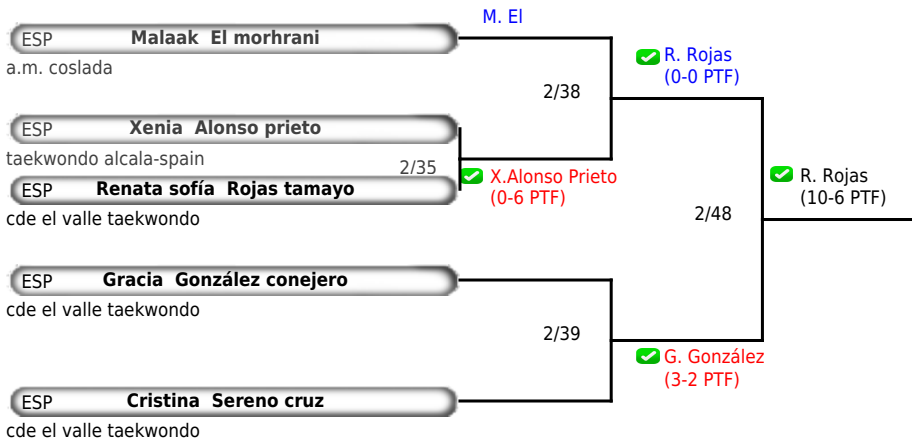 M. El
ESP Malaak El morhrani
a.m. coslada
R. Rojas
(0-0 PTF)
2/38
ESP Xenia Alonso prieto
taekwondo alcala-spain
2/35
X.Alonso Prieto
(0-6 PTF)
ESP Renata sofía Rojas tamayo
cde el valle taekwondo
R. Rojas
(10-6 PTF)
2/48
ESP Gracia González conejero
cde el valle taekwondo
2/39
G. González
(3-2 PTF)
ESP Cristina Sereno cruz
cde el valle taekwondo